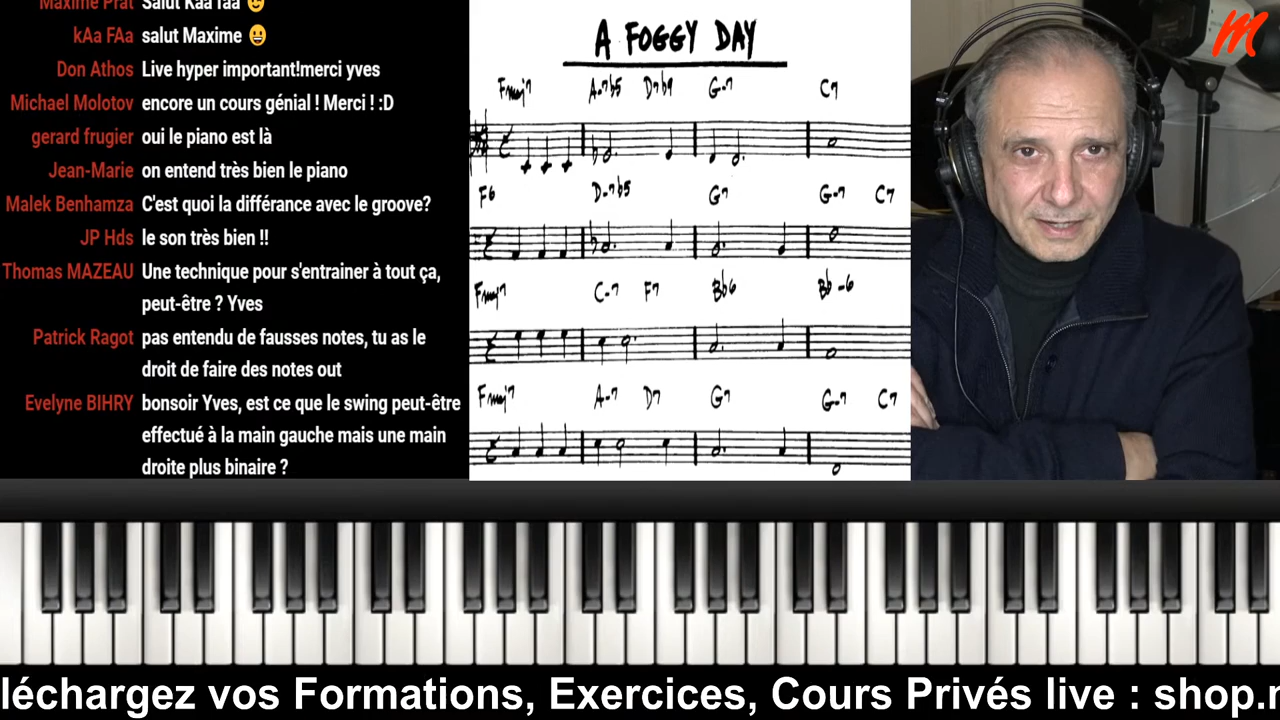 Maxime Prat Salut Kaa faa
kAa FAa salut Maxime
Don Athos Live hyper important!merci yves
Michael Molotov encore un cours génial ! Merci ! :D
gerard frugier oui le piano est là
Jean-Marie on entend très bien le piano
Malek Benhamza C'est quoi la différance avec le groove?
JP Hds le son très bien !!
Thomas MAZEAU Une technique pour s'entrainer à tout ça,
peut-être ? Yves
Patrick Ragot pas entendu de fausses notes, tu as le
droit de faire des notes out
Evelyne BIHRY bonsoir Yves, est ce que le swing peut-être
effectué à la main gauche mais une main
droite plus binaire ?
A FOGGY DAY
Fmaj7 A-7b5 D7b9 G-7 C7
F6 D-7b5 G7 G-7 C7
Fmaj7 C-7 F7 Bb6 Bb-6
Fmaj7 A-7 D7 G7 G-7 C7
M
léchargez vos Formations, Exercices, Cours Privés live : shop.